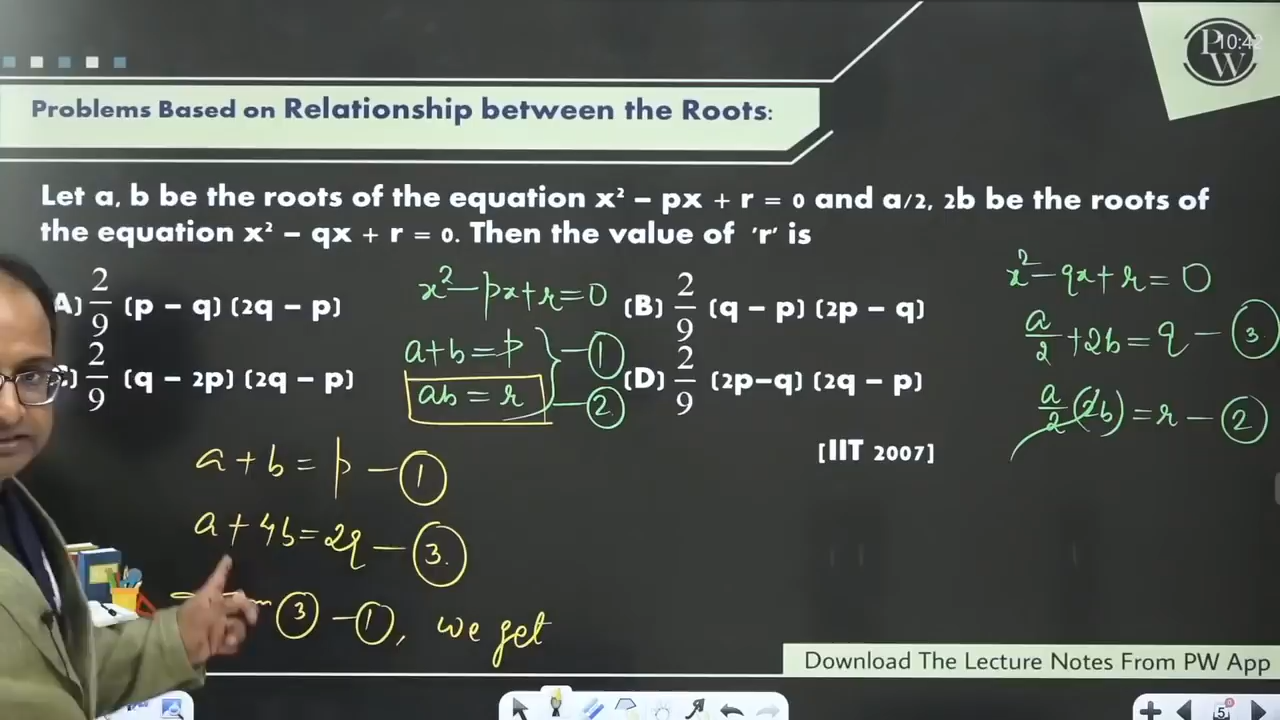 PW
10:42
Problems Based on Relationship between the Roots:
Let a, b be the roots of the equation x² – px + r = 0 and a/2, 2b be the roots of
the equation x² – qx + r = 0. Then the value of 'r' is
A) 2/9 (p – q) (2q – p)
(B) 2/9 (q – p) (2p – q)
C) 2/9 (q – 2p) (2q – p)
(D) 2/9 (2p–q) (2q – p)
[IIT 2007]
x² – px + r = 0
a + b = p } – ①
ab = r – ②
x² – qx + r = 0
a/2 + 2b = q – ③
a/2 (2b) = r – ②
a + b = p – ①
a + 4b = 2q – ③
③ – ①, we get
Download The Lecture Notes From PW App
5